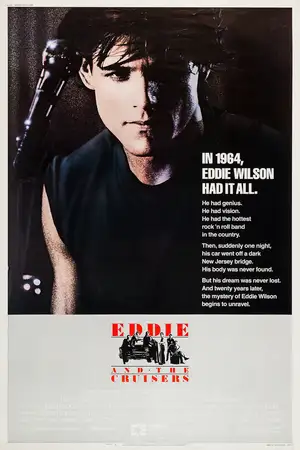 IN 1964,
EDDIE WILSON
HAD IT ALL.
He had genius.
He had vision.
He had the hottest
rock 'n roll band
in the country.
Then, suddenly one night,
his car went off a dark
New Jersey bridge.
His body was never found.
But his dream was never lost.
And twenty years later,
the mystery of Eddie Wilson
begins to unravel.
EDDIE
AND·THE
CRUISERS